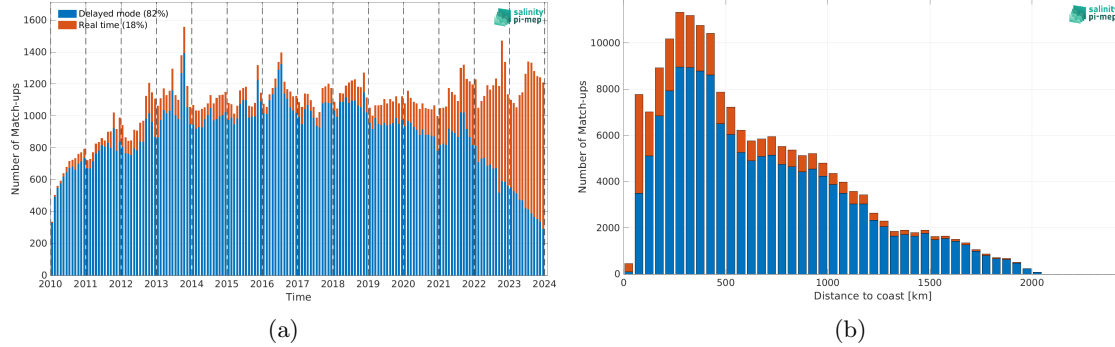 Delayed mode (82%)
Real time (18%)
salinity
pi-mep
Number of Match-ups
1600
1400
1200
1000
800
600
400
200
0
2010 2011 2012 2013 2014 2015 2016 2017 2018 2019 2020 2021 2022 2023 2024
Time
(a)
salinity
pi-mep
Number of Match-ups
10000
8000
6000
4000
2000
0
0 500 1000 1500 2000
Distance to coast [km]
(b)